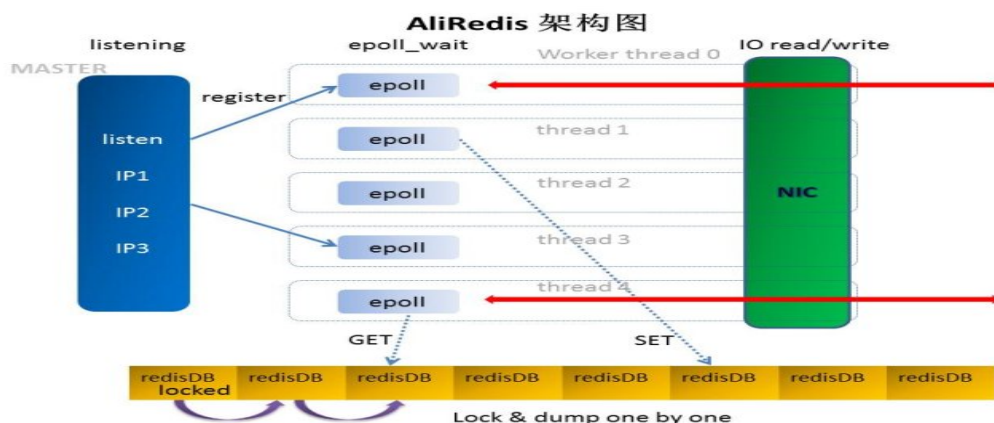 AliRedis 架构图
listening
epoll_wait
IO read/write
MASTER
Worker thread 0
register
epoll
listen
epoll
thread 1
IP1
epoll
thread 2
NIC
IP2
IP3
epoll
thread 3
epoll
thread 4
GET
SET
redisDB redisDB redisDB redisDB redisDB redisDB redisDB redisDB
locked
Lock & dump one by one